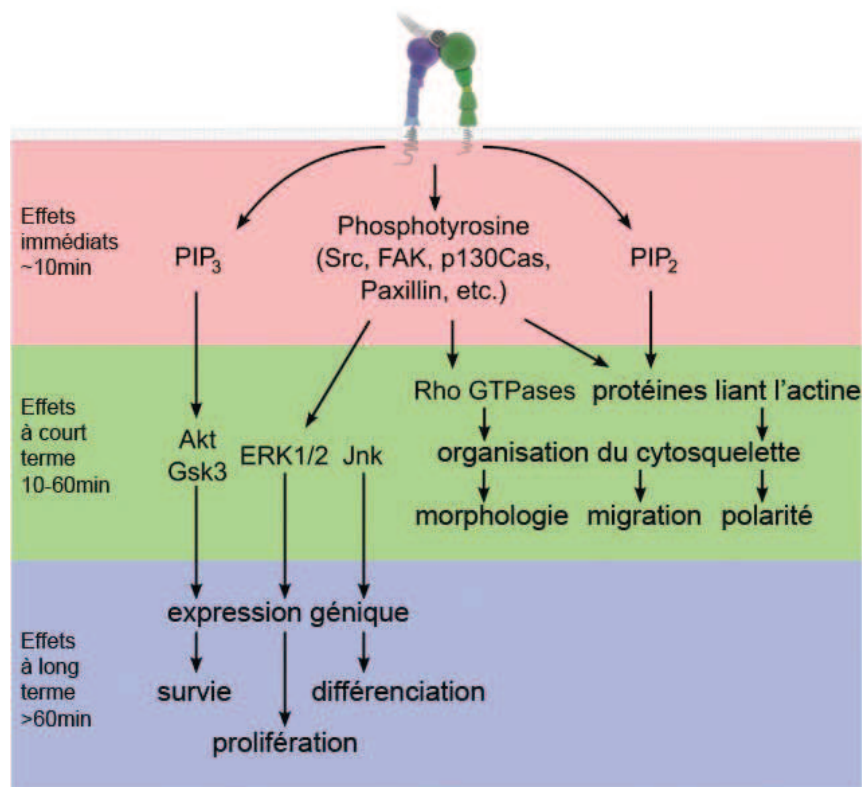 Effets
immédiats
~10min
PIP3
Phosphotyrosine
(Src, FAK, p130Cas,
Paxillin, etc.)
PIP2
Effets
à court
terme
10-60min
Akt
Gsk3
ERK1/2 Jnk
Rho GTPases
protéines liant l'actine
organisation du cytosquelette
morphologie
migration
polarité
Effets
à long
terme
>60min
expression génique
survie
différenciation
prolifération